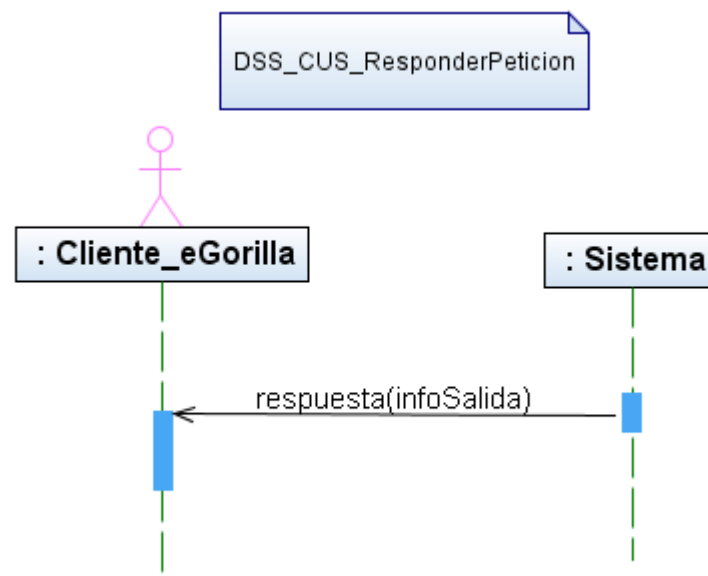 DSS_CUS_ResponderPeticion
: Cliente_eGorilla
: Sistema
respuesta(infoSalida)